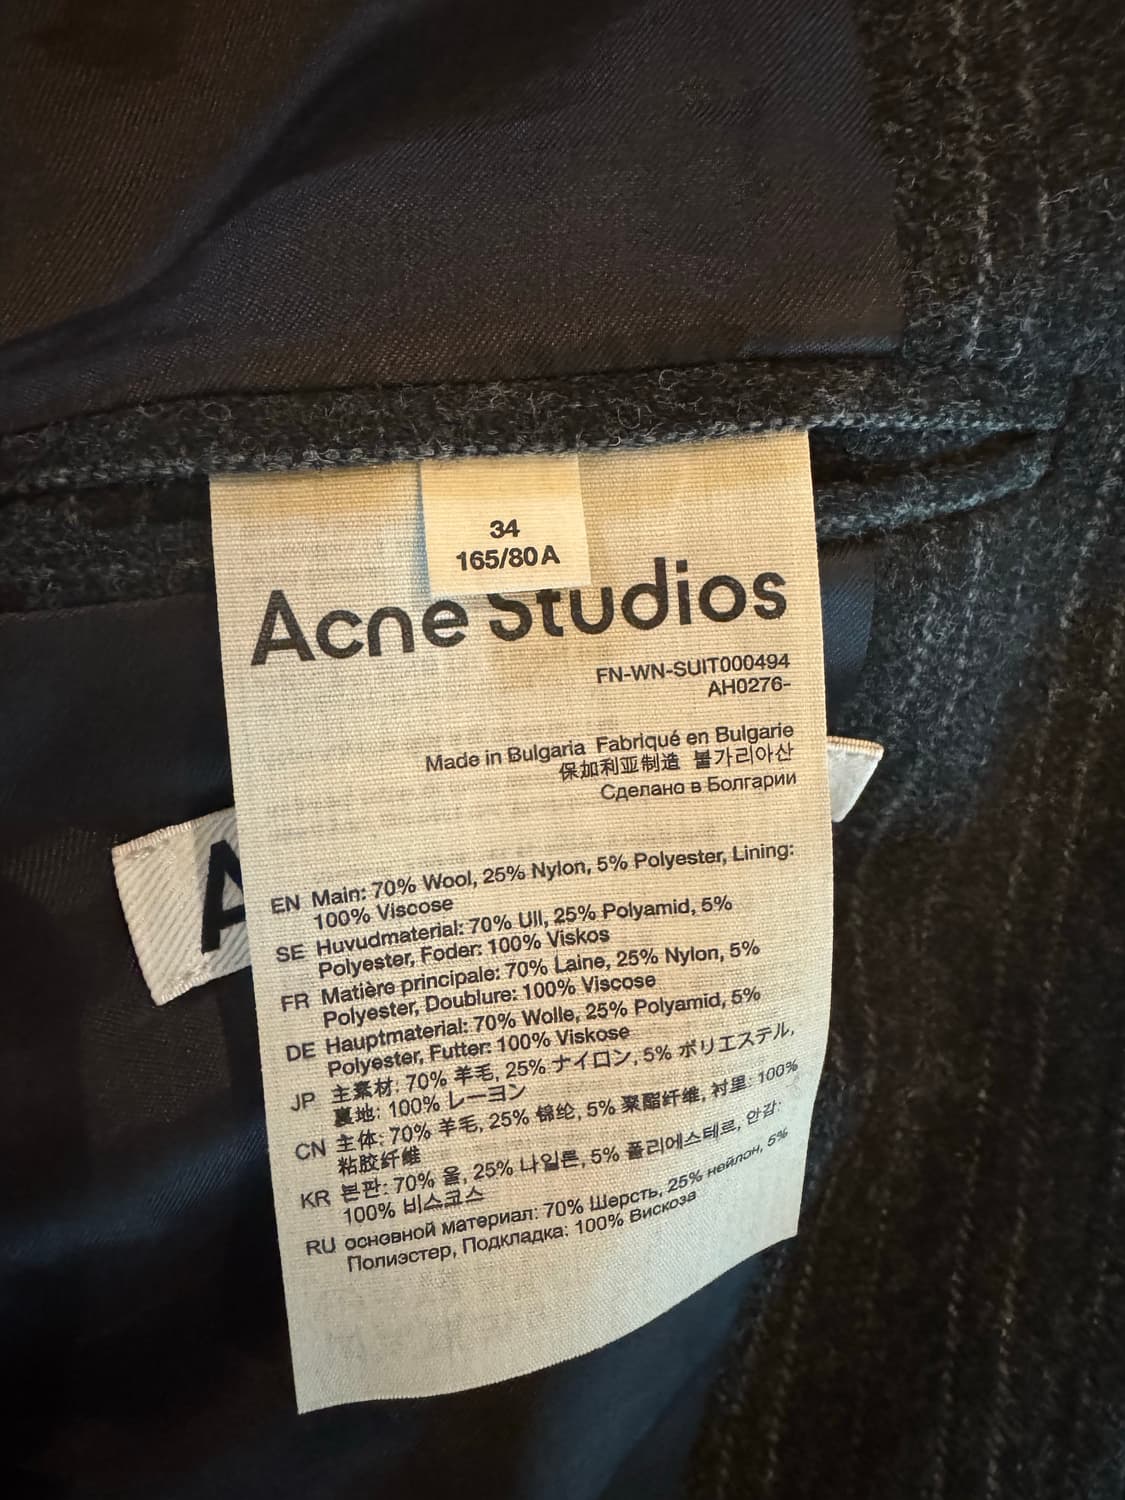 34
165/80A
Acne Studios
FN-WN-SUIT000494
AH0276-
Made in Bulgaria Fabriqué en Bulgarie
保加利亚制造 불가리아산
Сделано в Болгарии
A
EN Main: 70% Wool, 25% Nylon, 5% Polyester, Lining:
100% Viscose
SE Huvudmaterial: 70% Ull, 25% Polyamid, 5%
Polyester, Foder: 100% Viskos
FR Matière principale: 70% Laine, 25% Nylon, 5%
Polyester, Doublure: 100% Viscose
DE Hauptmaterial: 70% Wolle, 25% Polyamid, 5%
Polyester, Futter: 100% Viskose
JP 主素材: 70% 羊毛, 25% ナイロン, 5% ポリエステル,
裏地: 100% レーヨン
CN 主体: 70% 羊毛, 25% 锦纶, 5% 聚酯纤维, 衬里: 100%
粘胶纤维
KR 본판: 70% 울, 25% 나일론, 5% 폴리에스테르, 안감:
100% 비스코스
RU основной материал: 70% Шерсть, 25% нейлон, 5%
Полиэстер, Подкладка: 100% Вискоза